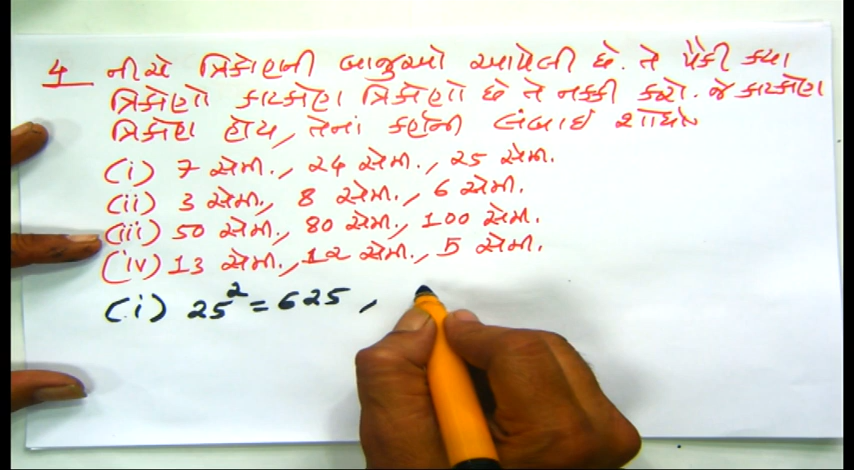 4 નીચે ત્રિકોણની બાજુઓ આપેલી છે. તે પૈકી કયા
ત્રિકોણો કાટકોણ ત્રિકોણો છે તે નક્કી કરો. જે કાટકોણ
ત્રિકોણ હોય, તેના કર્ણની લંબાઈ શોધો
(i) 7 સેમી., 24 સેમી., 25 સેમી.
(ii) 3 સેમી., 8 સેમી., 6 સેમી.
(iii) 50 સેમી., 80 સેમી., 100 સેમી.
(iv) 13 સેમી., 12 સેમી., 5 સેમી.
(i) 25² = 625 ,